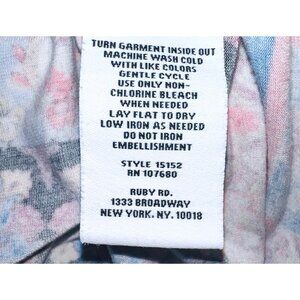 TURN GARMENT INSIDE OUT
MACHINE WASH COLD
WITH LIKE COLORS
GENTLE CYCLE
USE ONLY NON-
CHLORINE BLEACH
WHEN NEEDED
LAY FLAT TO DRY
LOW IRON AS NEEDED
DO NOT IRON
EMBELLISHMENT
STYLE 15152
RN 107680
RUBY RD.
1333 BROADWAY
NEW YORK, NY. 10018